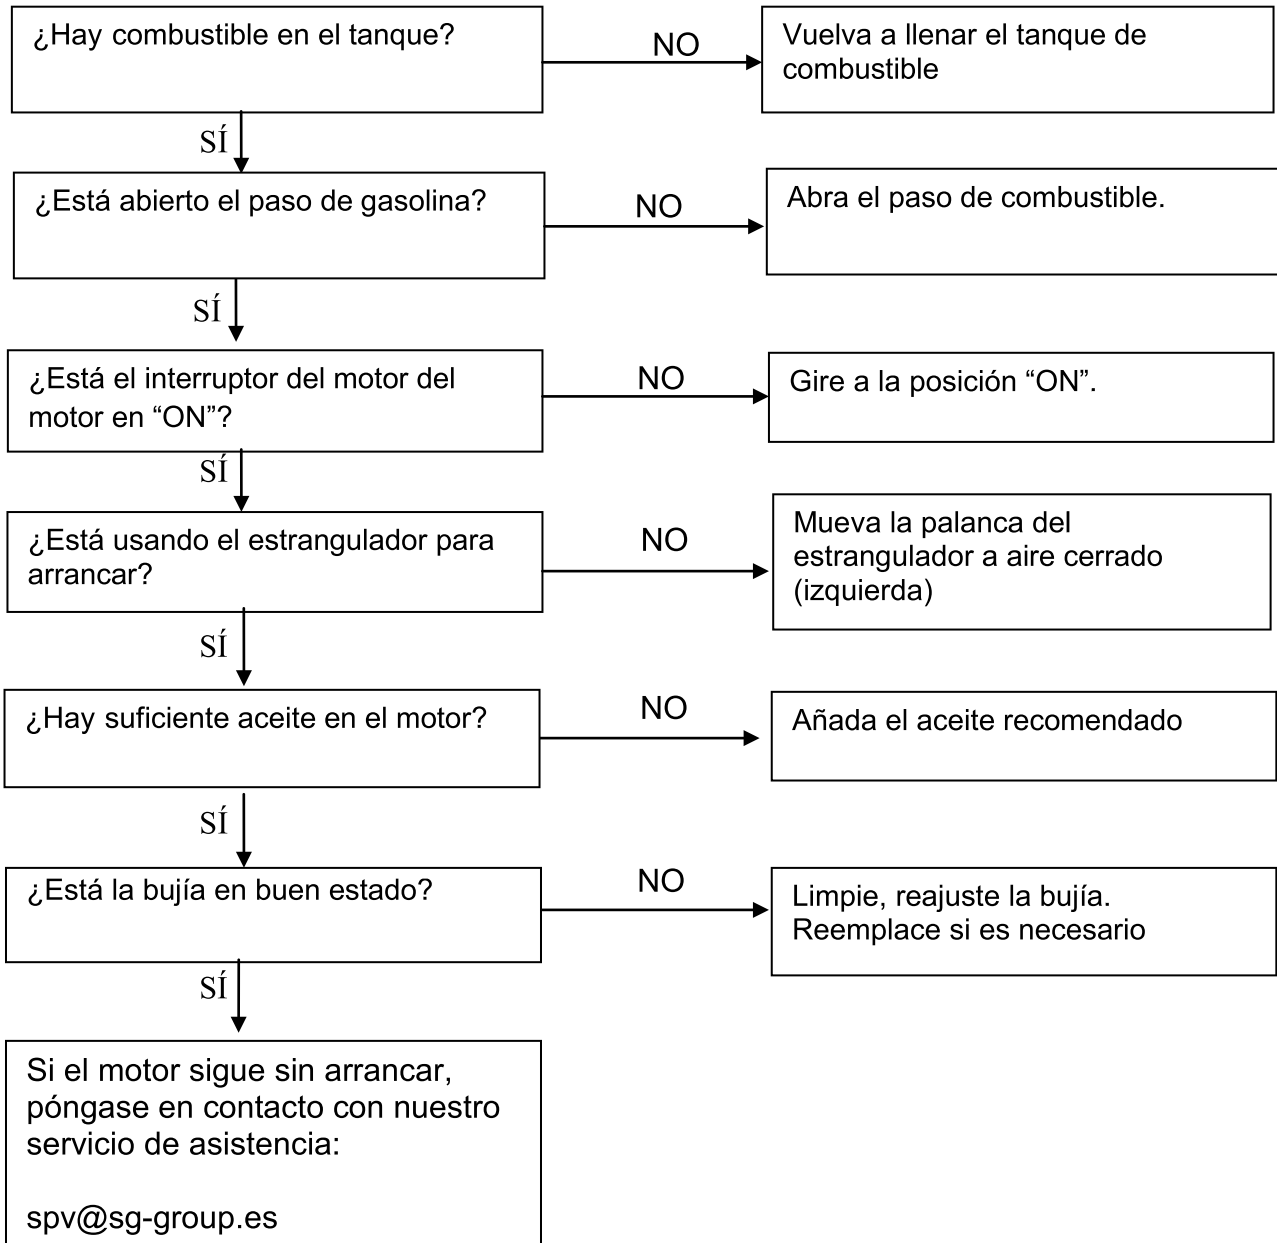 ¿Hay combustible en el tanque?
NO
Vuelva a llenar el tanque de
combustible
SÍ
¿Está abierto el paso de gasolina?
NO
Abra el paso de combustible.
SÍ
¿Está el interruptor del motor del
motor en “ON”?
NO
Gire a la posición “ON”.
SÍ
¿Está usando el estrangulador para
arrancar?
NO
Mueva la palanca del
estrangulador a aire cerrado
(izquierda)
SÍ
¿Hay suficiente aceite en el motor?
NO
Añada el aceite recomendado
SÍ
¿Está la bujía en buen estado?
NO
Limpie, reajuste la bujía.
Reemplace si es necesario
SÍ
Si el motor sigue sin arrancar,
póngase en contacto con nuestro
servicio de asistencia:
spv@sg-group.es